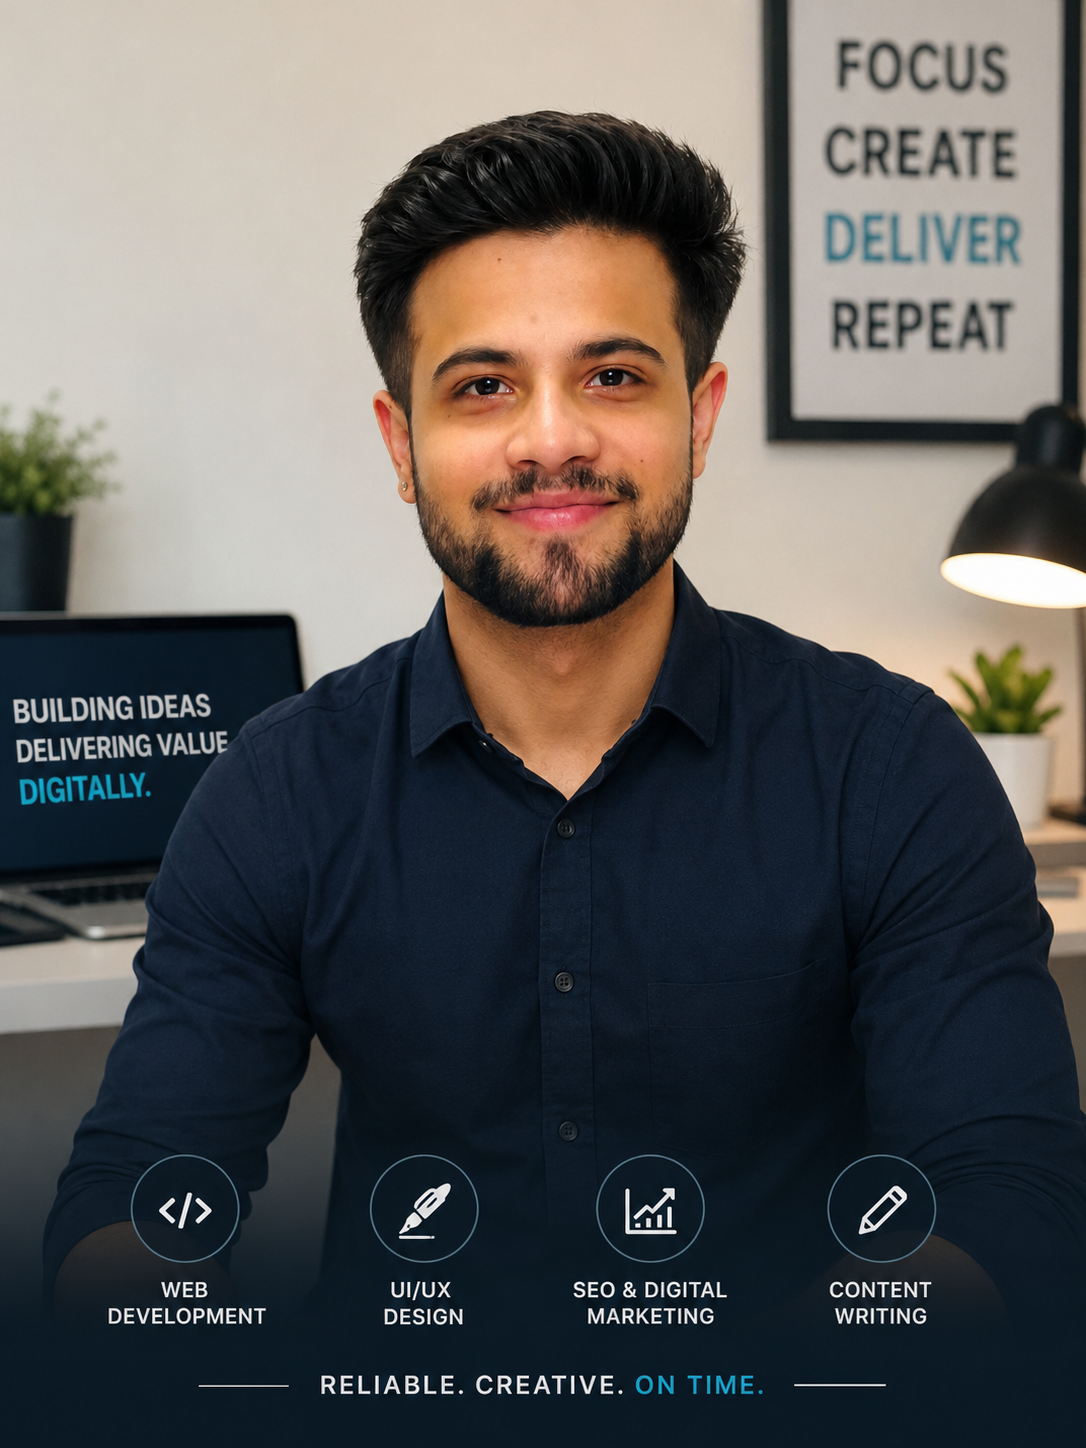 FOCUS
CREATE
DELIVER
REPEAT
BUILDING IDEAS
DELIVERING VALUE
DIGITALLY.
WEB
DEVELOPMENT
UI/UX
DESIGN
SEO & DIGITAL
MARKETING
CONTENT
WRITING
RELIABLE. CREATIVE. ON TIME.